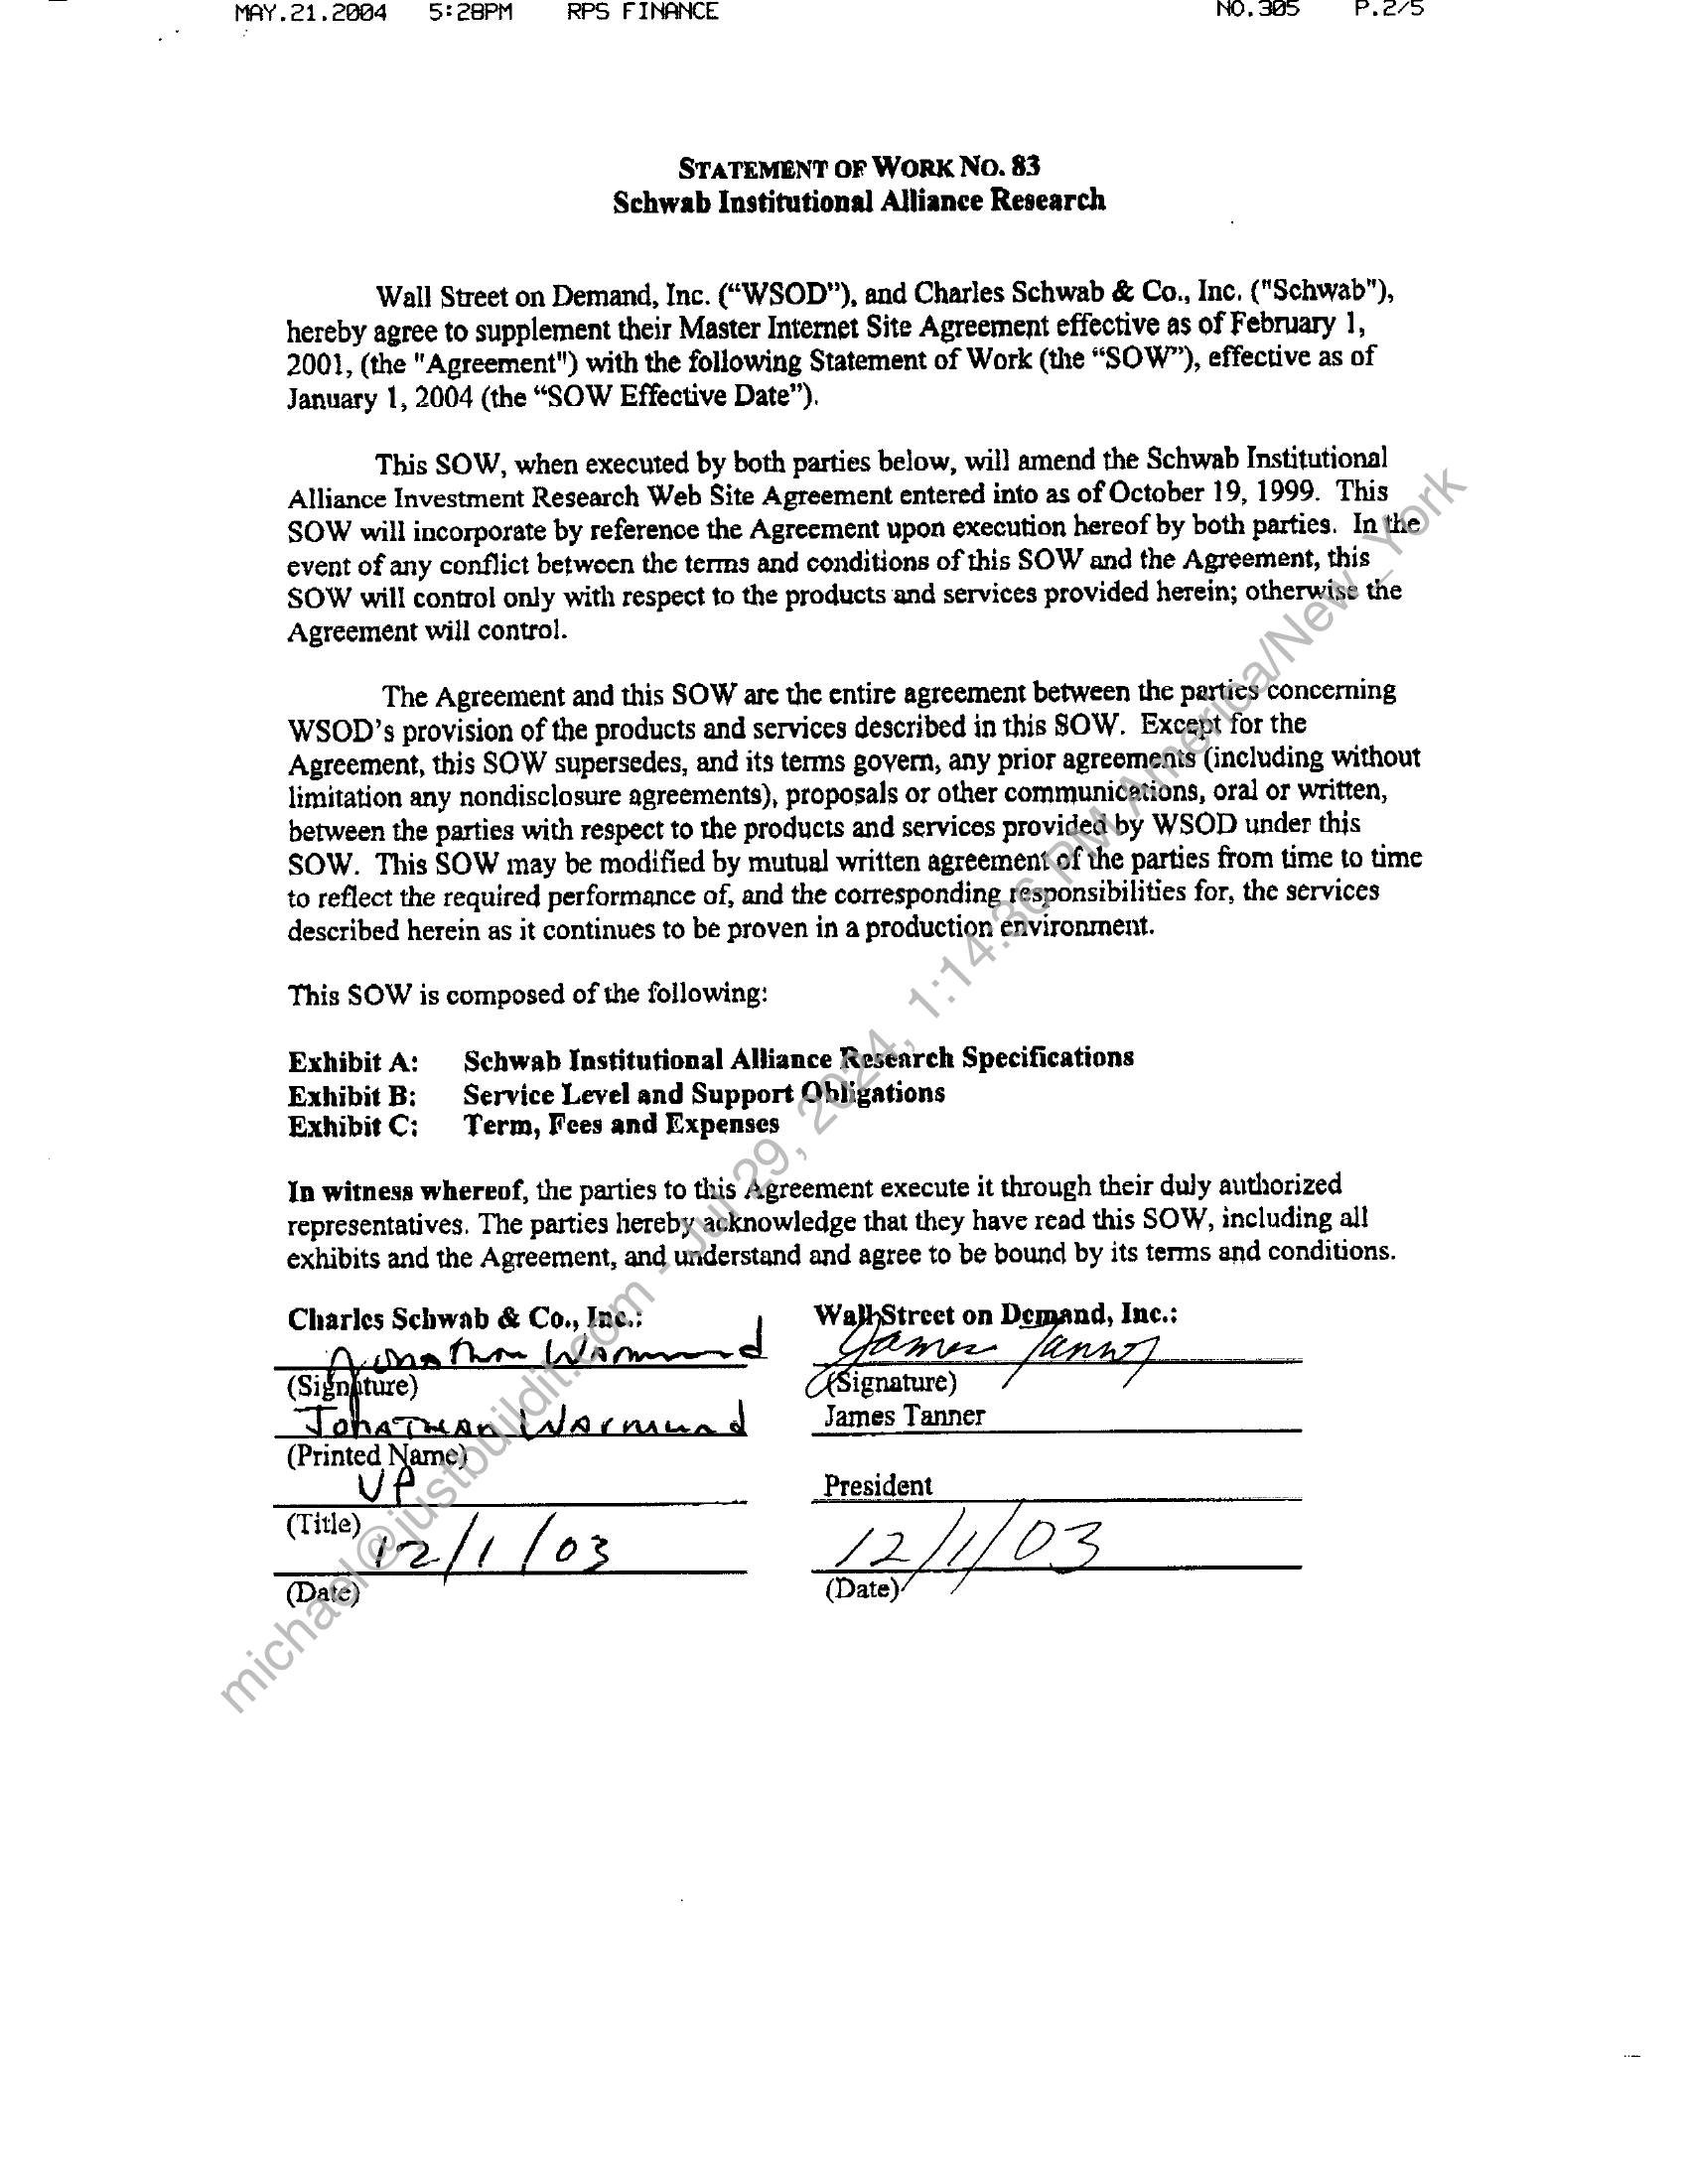 MAY.21.2004 5:28PM RPS FINANCE NO.305 P.2/5
STATEMENT OF WORK NO. 83
Schwab Institutional Alliance Research
Wall Street on Demand, Inc. (“WSOD”), and Charles Schwab & Co., Inc. ("Schwab"),
hereby agree to supplement their Master Internet Site Agreement effective as of February 1,
2001, (the "Agreement") with the following Statement of Work (the “SOW”), effective as of
January 1, 2004 (the “SOW Effective Date”).
This SOW, when executed by both parties below, will amend the Schwab Institutional
Alliance Investment Research Web Site Agreement entered into as of October 19, 1999. This
SOW will incorporate by reference the Agreement upon execution hereof by both parties. In the
event of any conflict between the terms and conditions of this SOW and the Agreement, this
SOW will control only with respect to the products and services provided herein; otherwise the
Agreement will control.
The Agreement and this SOW are the entire agreement between the parties concerning
WSOD’s provision of the products and services described in this SOW. Except for the
Agreement, this SOW supersedes, and its terms govern, any prior agreements (including without
limitation any nondisclosure agreements), proposals or other communications, oral or written,
between the parties with respect to the products and services provided by WSOD under this
SOW. This SOW may be modified by mutual written agreement of the parties from time to time
to reflect the required performance of, and the corresponding responsibilities for, the services
described herein as it continues to be proven in a production environment.
This SOW is composed of the following:
Exhibit A: Schwab Institutional Alliance Research Specifications
Exhibit B: Service Level and Support Obligations
Exhibit C: Term, Fees and Expenses
In witness whereof, the parties to this Agreement execute it through their duly authorized
representatives. The parties hereby acknowledge that they have read this SOW, including all
exhibits and the Agreement, and understand and agree to be bound by its terms and conditions.
Charles Schwab & Co., Inc.: Wall Street on Demand, Inc.:
Jonathan Warmund James Tanner
(Signature) (Signature)
Johathan Warmund James Tanner
(Printed Name)
VP President
(Title)
12/1/03 12/1/03
(Date) (Date)
michael@justbuildit.com - Jul 29, 2024, 1:14:36 PM America/New_York